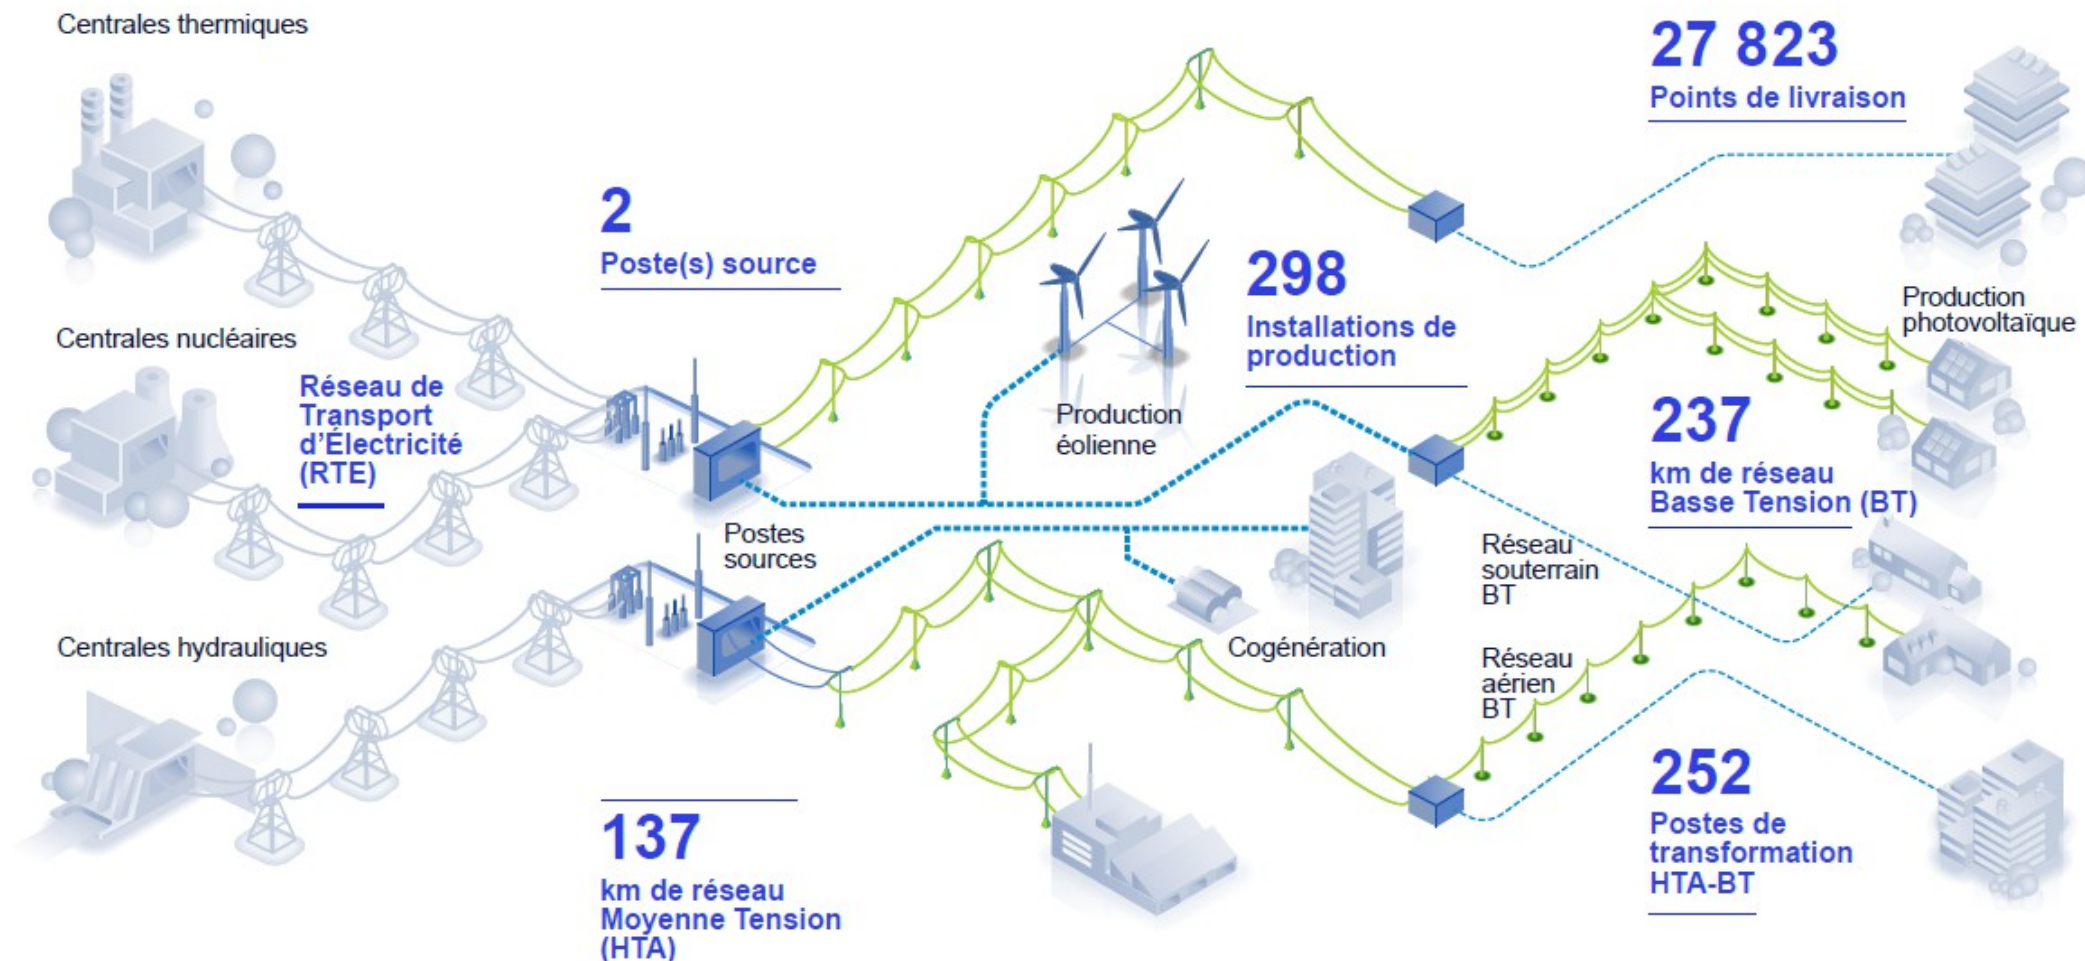 Centrales thermiques
27 823
Points de livraison
2
Poste(s) source
298
Installations de
production
Production
photovoltaïque
Centrales nucléaires
Réseau de
Transport
d'Électricité
(RTE)
Production
éolienne
237
km de réseau
Basse Tension (BT)
Postes
sources
Réseau
souterrain
BT
Centrales hydrauliques
Cogénération
Réseau
aérien
BT
137
km de réseau
Moyenne Tension
(HTA)
252
Postes de
transformation
HTA-BT